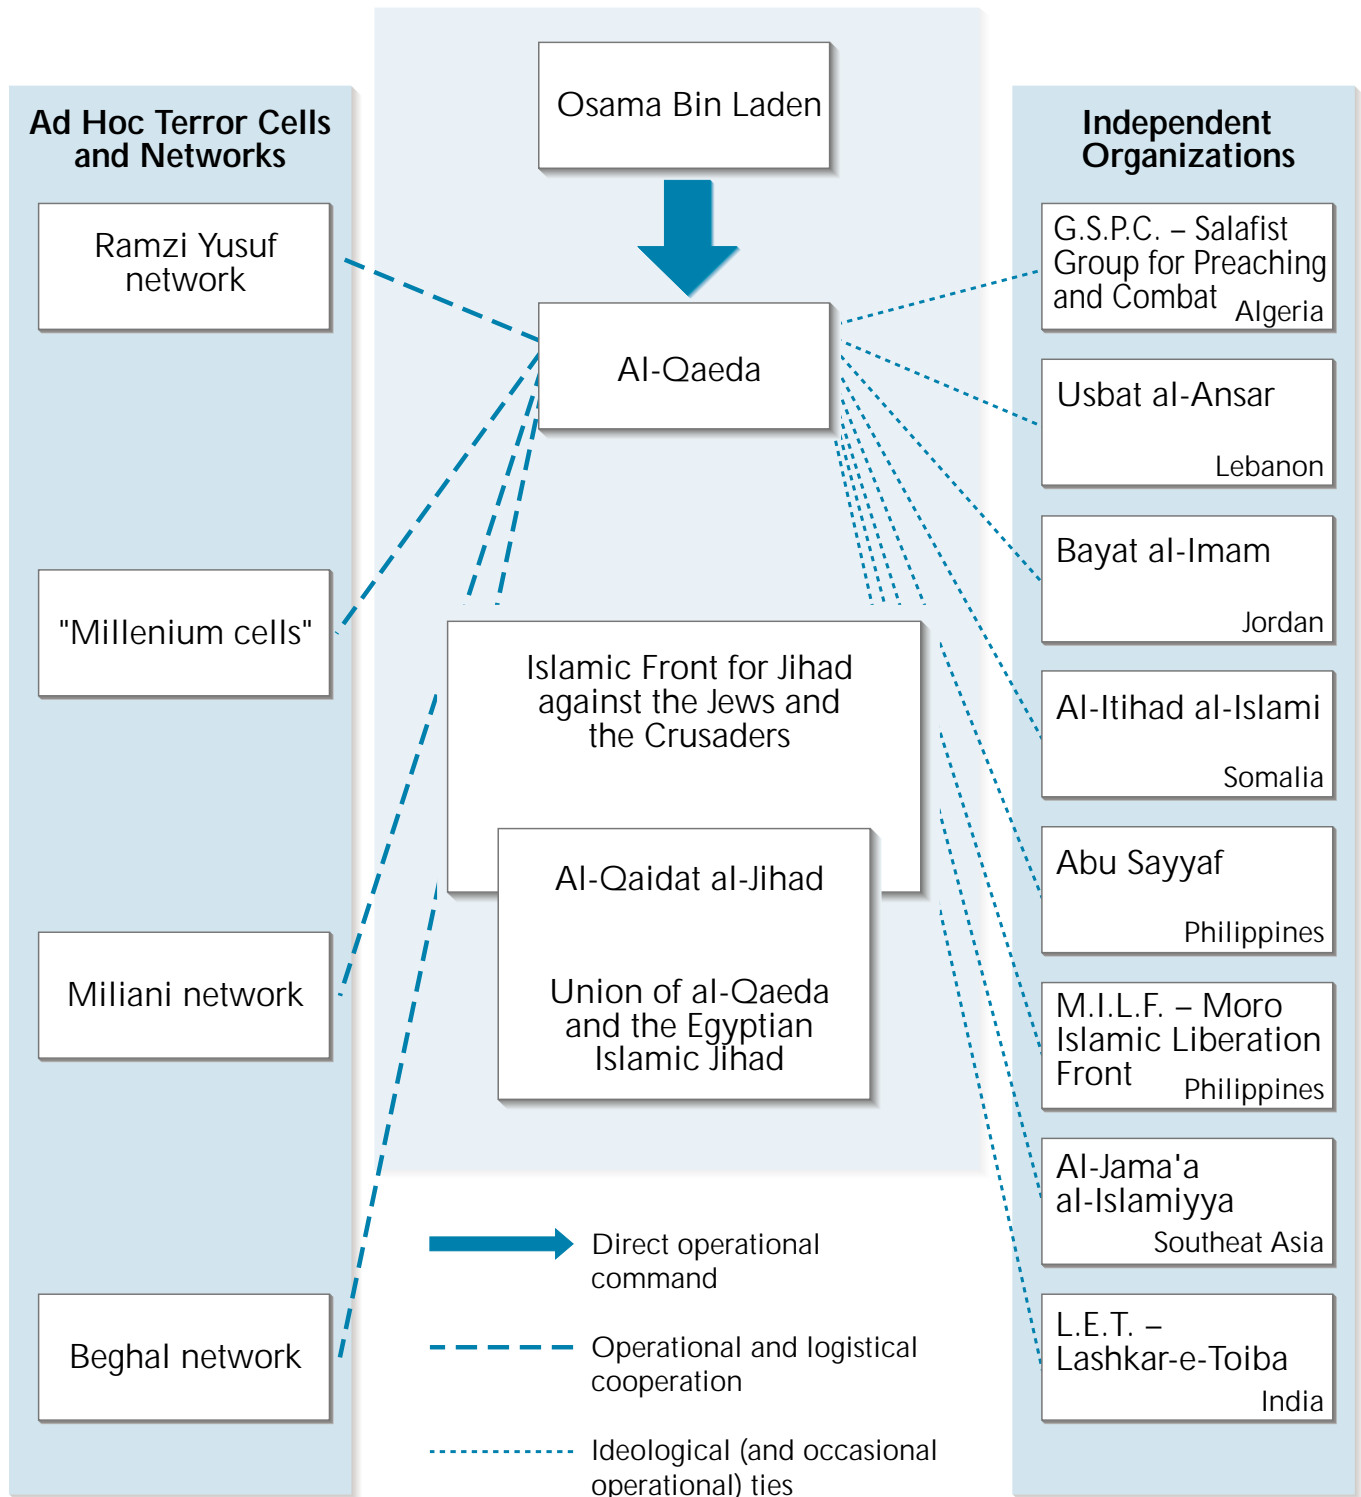 Osama Bin Laden
Al-Qaeda
Ad Hoc Terror Cells
and Networks
Ramzi Yusuf
network
"Millenium cells"
Miliani network
Beghal network
Islamic Front for Jihad
against the Jews and
the Crusaders
Al-Qaidat al-Jihad
Union of al-Qaeda
and the Egyptian
Islamic Jihad
Independent
Organizations
G.S.P.C. – Salafist
Group for Preaching
and Combat
Algeria
Usbat al-Ansar
Lebanon
Bayat al-Imam
Jordan
Al-Itihad al-Islami
Somalia
Abu Sayyaf
Philippines
M.I.L.F. – Moro
Islamic Liberation
Front
Philippines
Al-Jama'a
al-Islamiyya
Southeat Asia
L.E.T. –
Lashkar-e-Toiba
India
Direct operational
command
Operational and logistical
cooperation
Ideological (and occasional
operational) ties